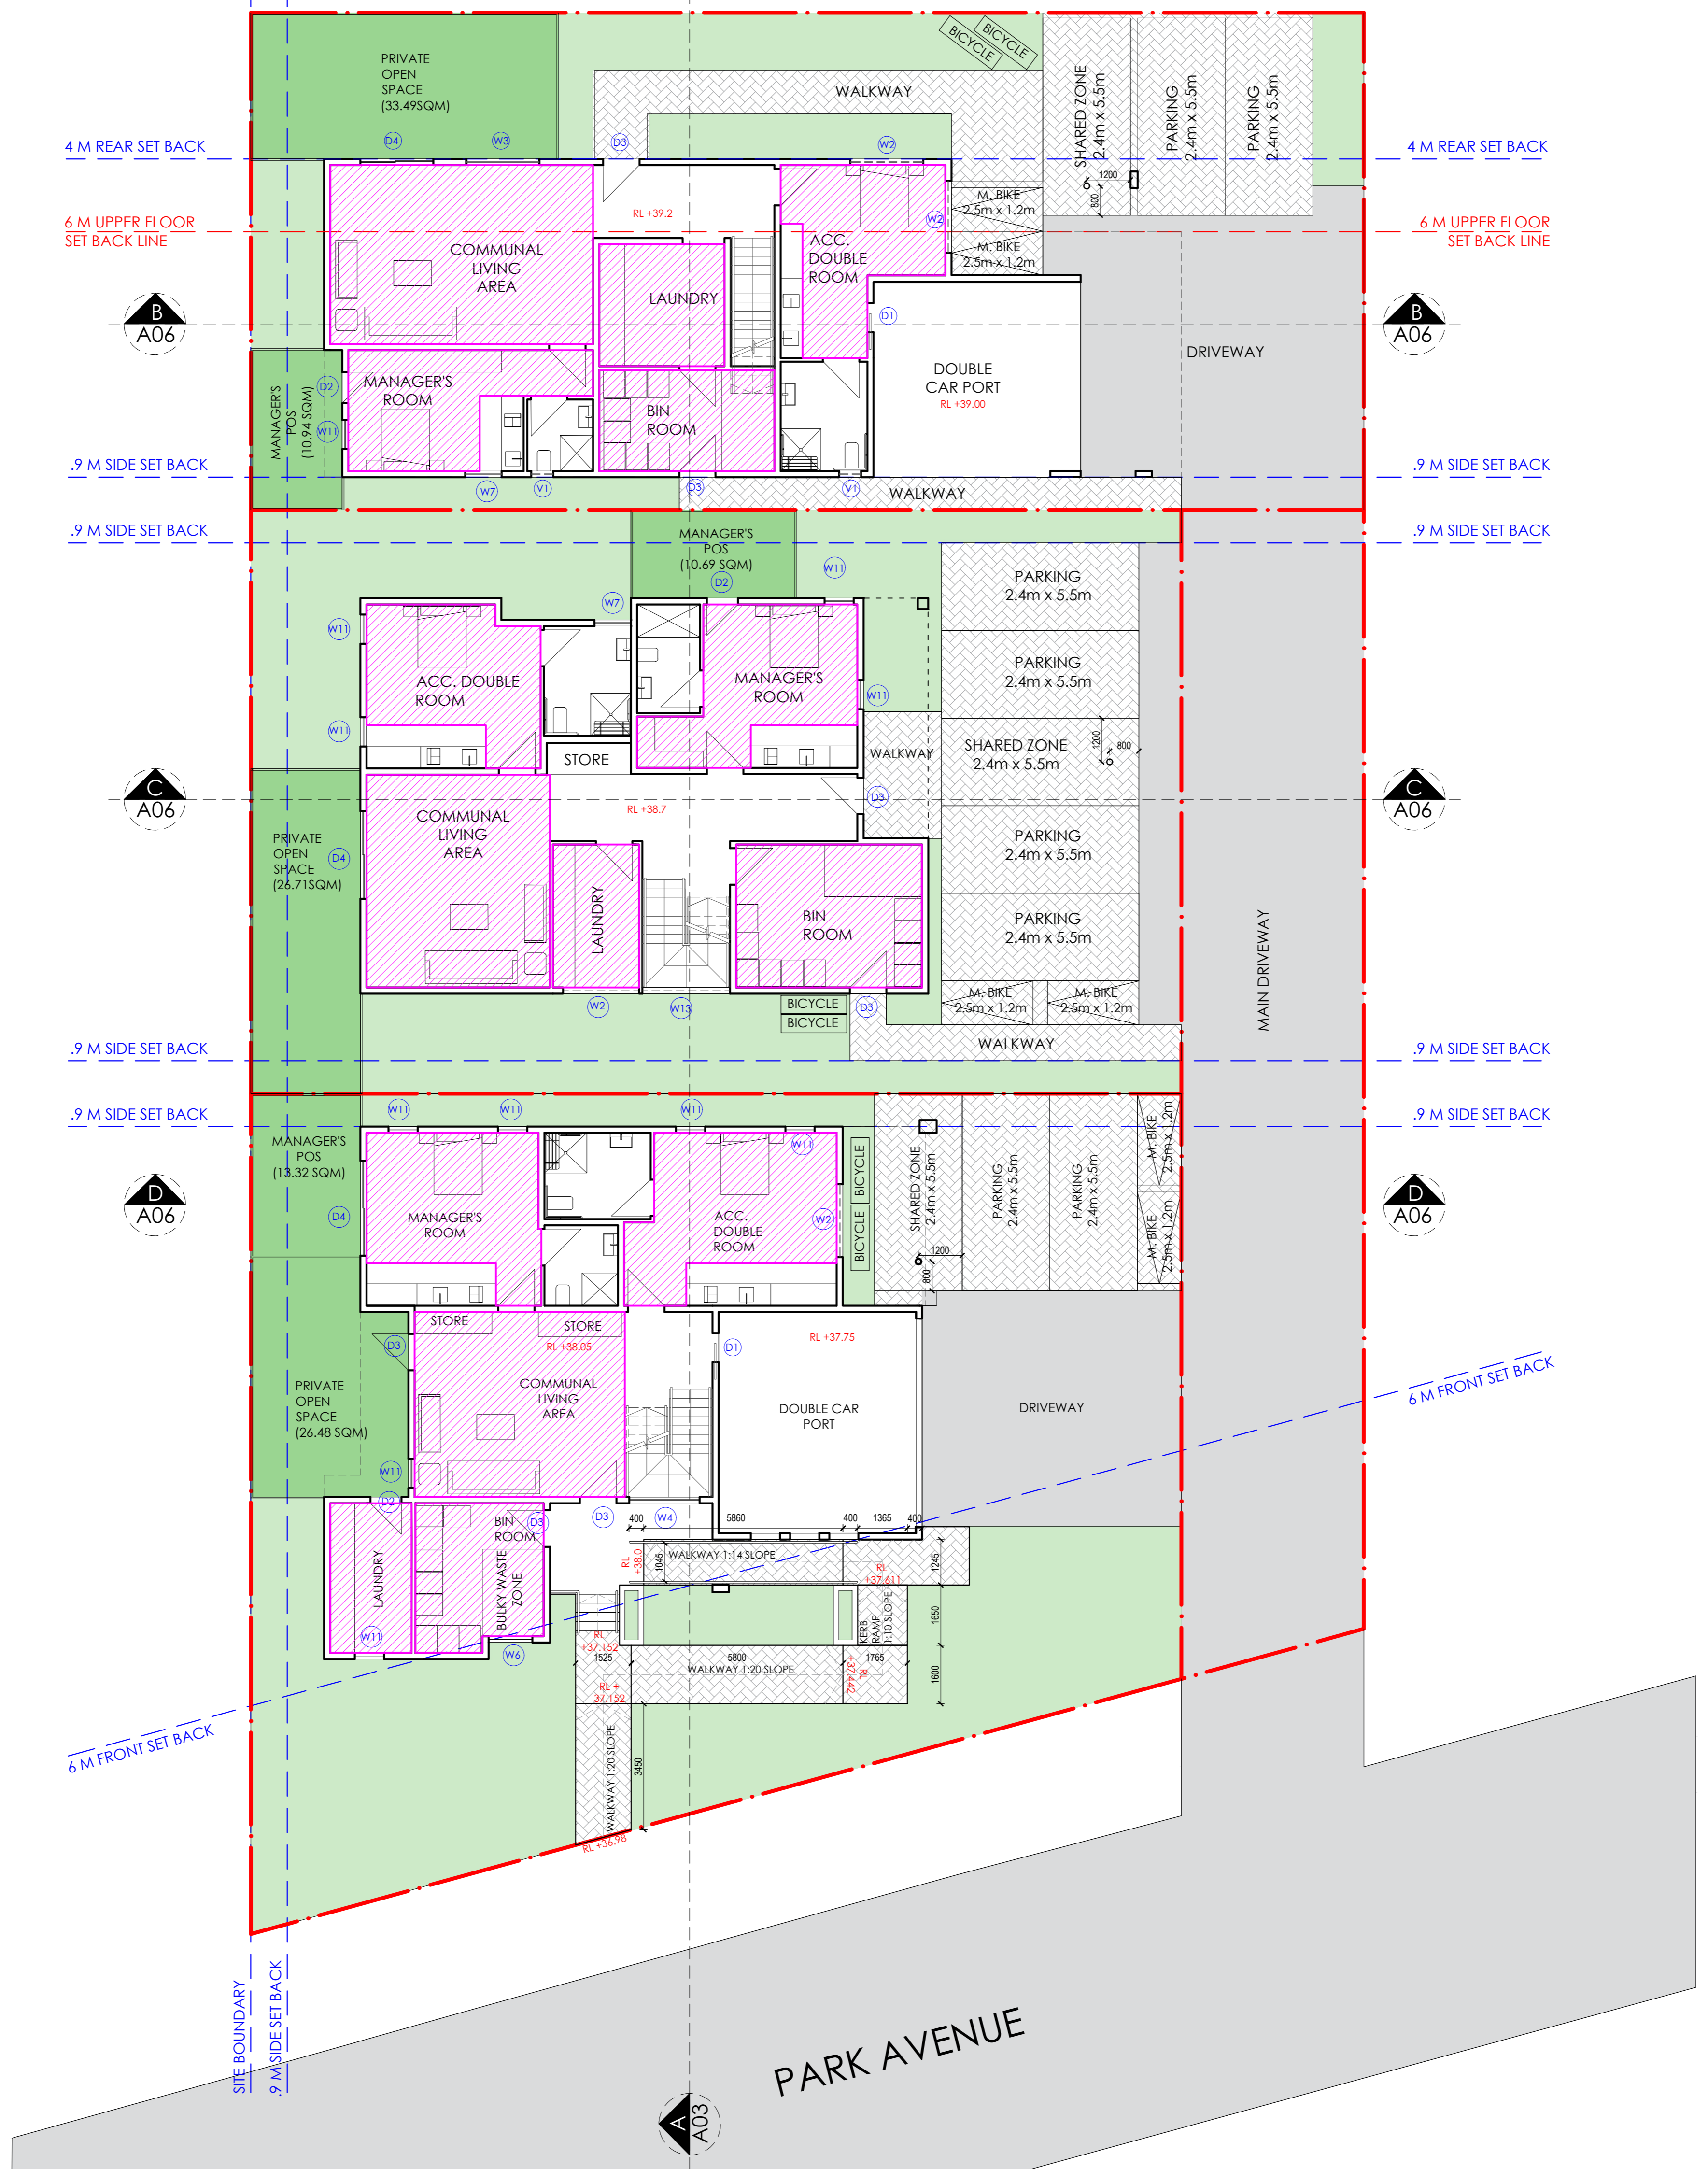 BICYCLE
BICYCLE
PRIVATE
OPEN
SPACE
(33.49SQM)
WALKWAY
SHARED ZONE
2.4m x 5.5m
PARKING
2.4m x 5.5m
PARKING
2.4m x 5.5m
D4
W3
D3
W2
4 M REAR SET BACK
4 M REAR SET BACK
1200
800
M. BIKE
2.5m x 1.2m
W2
RL +39.2
6 M UPPER FLOOR
SET BACK LINE
6 M UPPER FLOOR
SET BACK LINE
COMMUNAL
LIVING
AREA
ACC.
DOUBLE
ROOM
M. BIKE
2.5m x 1.2m
LAUNDRY
B
A06
D1
B
A06
DRIVEWAY
DOUBLE
CAR PORT
RL +39.00
MANAGER'S
POS
(10.94 SQM)
D2
W11
MANAGER'S
ROOM
BIN
ROOM
.9 M SIDE SET BACK
.9 M SIDE SET BACK
W7
V1
D3
V1
WALKWAY
.9 M SIDE SET BACK
.9 M SIDE SET BACK
MANAGER'S
POS
(10.69 SQM)
D2
W11
W7
W11
PARKING
2.4m x 5.5m
PARKING
2.4m x 5.5m
ACC. DOUBLE
ROOM
MANAGER'S
ROOM
W11
W11
STORE
WALKWAY
SHARED ZONE
2.4m x 5.5m
1200
800
C
A06
D3
C
A06
RL +38.7
COMMUNAL
LIVING
AREA
PRIVATE
OPEN
SPACE
(26.71SQM)
D4
PARKING
2.4m x 5.5m
LAUNDRY
BIN
ROOM
PARKING
2.4m x 5.5m
MAIN DRIVEWAY
W2
W13
BICYCLE
BICYCLE
D3
M. BIKE
2.5m x 1.2m
M. BIKE
2.5m x 1.2m
WALKWAY
.9 M SIDE SET BACK
.9 M SIDE SET BACK
.9 M SIDE SET BACK
.9 M SIDE SET BACK
W11
W11
W11
W11
MANAGER'S
POS
(13.32 SQM)
BICYCLE
BICYCLE
SHARED ZONE
2.4m x 5.5m
PARKING
2.4m x 5.5m
PARKING
2.4m x 5.5m
M. BIKE
2.5m x 1.2m
M. BIKE
2.5m x 1.2m
D
A06
D4
MANAGER'S
ROOM
ACC.
DOUBLE
ROOM
W2
D
A06
1200
800
STORE
STORE
RL +38.05
D3
D1
RL +37.75
PRIVATE
OPEN
SPACE
(26.48 SQM)
COMMUNAL
LIVING
AREA
DOUBLE CAR
PORT
DRIVEWAY
6 M FRONT SET BACK
W11
D2
BIN
ROOM
D3
D3
W4
400
5860
400
1365
400
LAUNDRY
BULKY WASTE
ZONE
RL
+38.0
1045
WALKWAY 1:14 SLOPE
RL
+37.611
1245
W11
W6
KERB
RAMP
1:10 SLOPE
1650
RL
+37.152
1525
5800
1765
WALKWAY 1:20 SLOPE
RL
+37.442
1600
RL +
37.152
WALKWAY 1:20 SLOPE
3450
6 M FRONT SET BACK
RL +36.98
SITE BOUNDARY
.9 M SIDE SET BACK
PARK AVENUE
A
A03